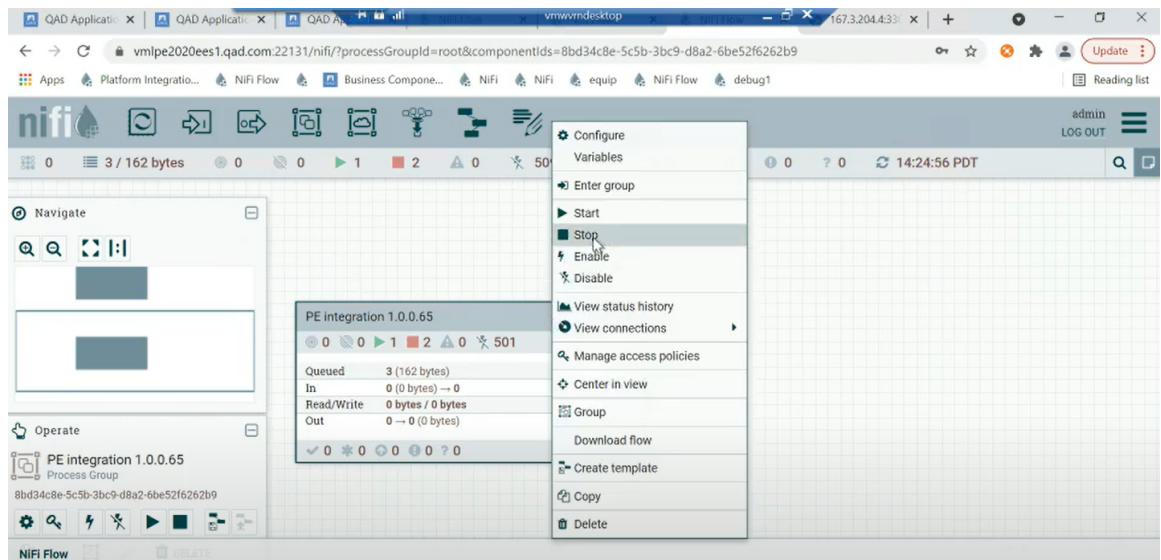 QAD Applicatio
QAD Applicatio
QAD Ap
vmwvrndesktop
167.3.204.4:33
vmlpe2020ees1.qad.com:22131/nifi/?processGroupId=root&componentIds=8bd34c8e-5c5b-3bc9-d8a2-6be52f6262b9
Update
Apps
Platform Integratio...
NiFi Flow
Business Compone...
NiFi
NiFi
equip
NiFi Flow
debug1
Reading list
nifi
admin
LOG OUT
0
3 / 162 bytes
0
0
1
2
0
50
0
? 0
14:24:56 PDT
Navigate
Operate
PE integration 1.0.0.65
Process Group
8bd34c8e-5c5b-3bc9-d8a2-6be52f6262b9
DELETE
NiFi Flow
PE integration 1.0.0.65
0 0 1 2 0 501
Queued 3 (162 bytes)
In 0 (0 bytes) → 0
Read/Write 0 bytes / 0 bytes
Out 0 → 0 (0 bytes)
0 0 0 0 ? 0
Configure
Variables
Enter group
Start
Stop
Enable
Disable
View status history
View connections
Manage access policies
Center in view
Group
Download flow
Create template
Copy
Delete